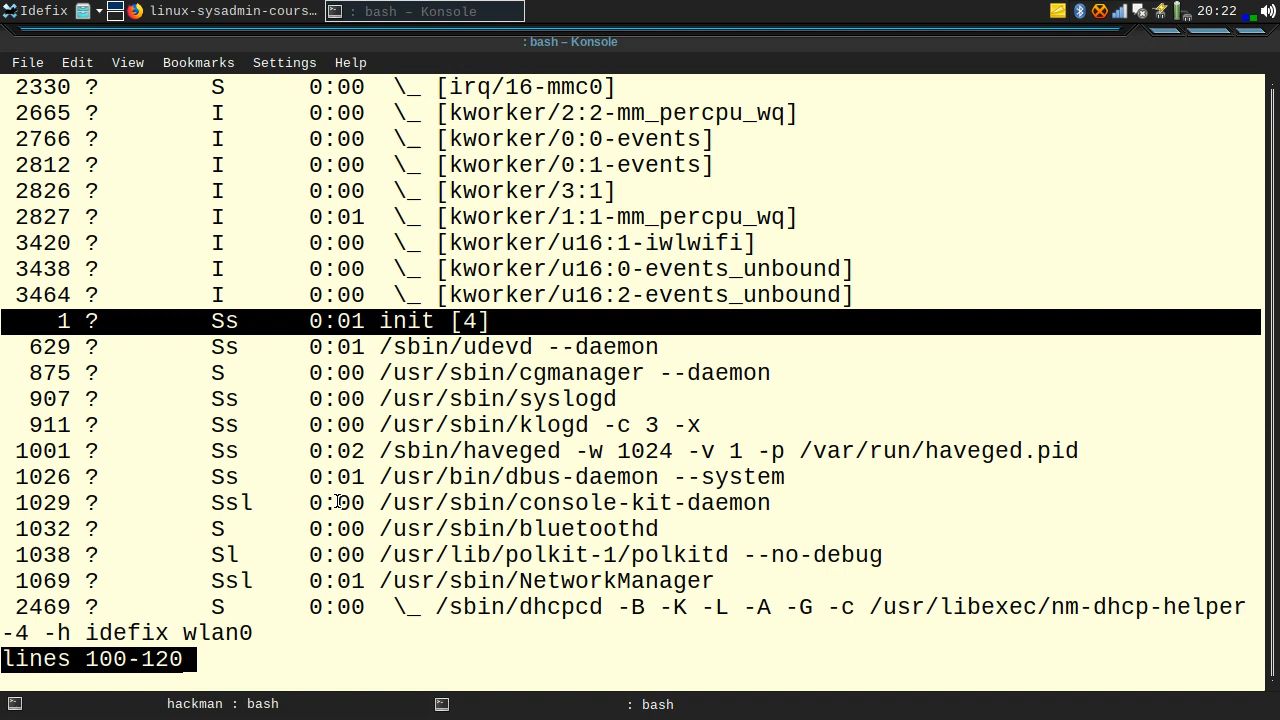 Idefix linux-sysadmin-cours… : bash – Konsole 20:22
: bash – Konsole
File Edit View Bookmarks Settings Help
2330 ? S 0:00 \_ [irq/16-mmc0]
2665 ? I 0:00 \_ [kworker/2:2-mm_percpu_wq]
2766 ? I 0:00 \_ [kworker/0:0-events]
2812 ? I 0:00 \_ [kworker/0:1-events]
2826 ? I 0:00 \_ [kworker/3:1]
2827 ? I 0:01 \_ [kworker/1:1-mm_percpu_wq]
3420 ? I 0:00 \_ [kworker/u16:1-iwlwifi]
3438 ? I 0:00 \_ [kworker/u16:0-events_unbound]
3464 ? I 0:00 \_ [kworker/u16:2-events_unbound]
1 ? Ss 0:01 init [4]
629 ? Ss 0:01 /sbin/udevd --daemon
875 ? S 0:00 /usr/sbin/cgmanager --daemon
907 ? Ss 0:00 /usr/sbin/syslogd
911 ? Ss 0:00 /usr/sbin/klogd -c 3 -x
1001 ? Ss 0:02 /sbin/haveged -w 1024 -v 1 -p /var/run/haveged.pid
1026 ? Ss 0:01 /usr/bin/dbus-daemon --system
1029 ? Ssl 0:00 /usr/sbin/console-kit-daemon
1032 ? S 0:00 /usr/sbin/bluetoothd
1038 ? Sl 0:00 /usr/lib/polkit-1/polkitd --no-debug
1069 ? Ssl 0:01 /usr/sbin/NetworkManager
2469 ? S 0:00 \_ /sbin/dhcpcd -B -K -L -A -G -c /usr/libexec/nm-dhcp-helper
-4 -h idefix wlan0
lines 100-120
hackman : bash : bash